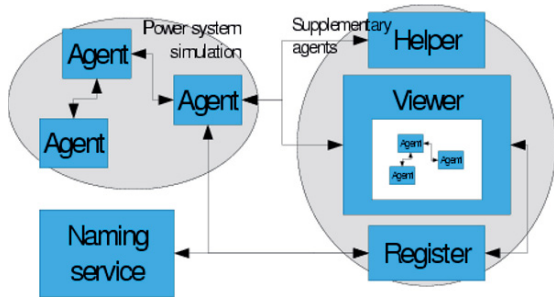 Power system
simulation
Agent
Agent
Agent
Supplementary
agents
Helper
Viewer
Agent
Agent
Agent
Naming
service
Register